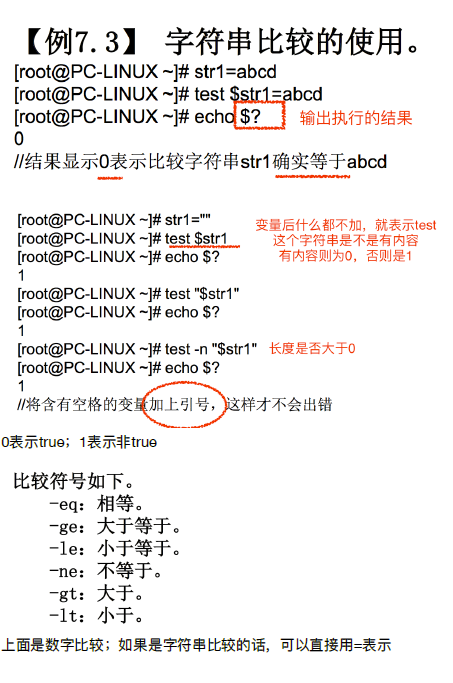 【例7.3】 字符串比较的使用。
[root@PC-LINUX ~]# str1=abcd
[root@PC-LINUX ~]# test $str1=abcd
[root@PC-LINUX ~]# echo $? 输出执行的结果
0
//结果显示0表示比较字符串str1确实等于abcd
[root@PC-LINUX ~]# str1="" 变量后什么都不加，就表示test
[root@PC-LINUX ~]# test $str1 这个字符串是不是有内容
[root@PC-LINUX ~]# echo $? 有内容则为0，否则是1
1
[root@PC-LINUX ~]# test "$str1"
[root@PC-LINUX ~]# echo $?
1
[root@PC-LINUX ~]# test -n "$str1" 长度是否大于0
[root@PC-LINUX ~]# echo $?
1
//将含有空格的变量加上引号，这样才不会出错
0表示true；1表示非true
比较符号如下。
-eq：相等。
-ge：大于等于。
-le：小于等于。
-ne：不等于。
-gt：大于。
-lt：小于。
上面是数字比较；如果是字符串比较的话，可以直接用=表示